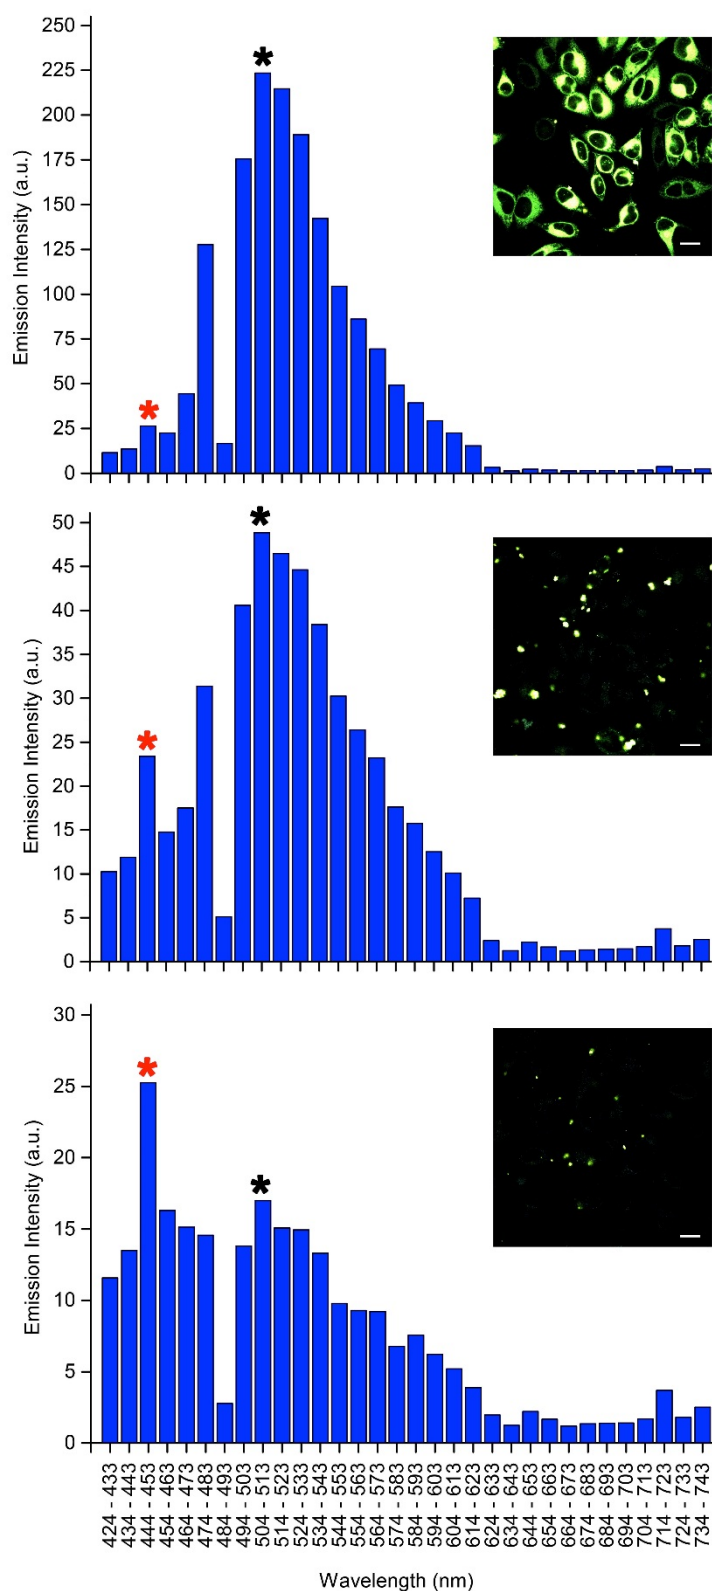 250
225
200
175
150
125
100
75
50
25
0
Emission Intensity (a.u.)
*
*
50
45
40
35
30
25
20
15
10
5
0
Emission Intensity (a.u.)
*
*
30
25
20
15
10
5
0
Emission Intensity (a.u.)
*
*
424 - 433
434 - 443
444 - 453
454 - 463
464 - 473
474 - 483
484 - 493
494 - 503
504 - 513
514 - 523
524 - 533
534 - 543
544 - 553
554 - 563
564 - 573
574 - 583
584 - 593
594 - 603
604 - 613
614 - 623
624 - 633
634 - 643
644 - 653
654 - 663
664 - 673
674 - 683
684 - 693
694 - 703
704 - 713
714 - 723
724 - 733
734 - 743
Wavelength (nm)